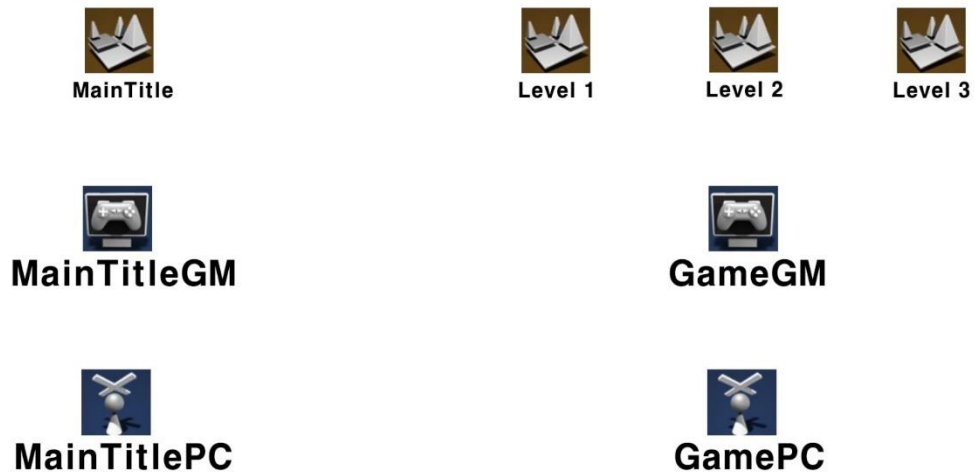 MainTitle
Level 1
Level 2
Level 3
MainTitleGM
GameGM
MainTitlePC
GamePC